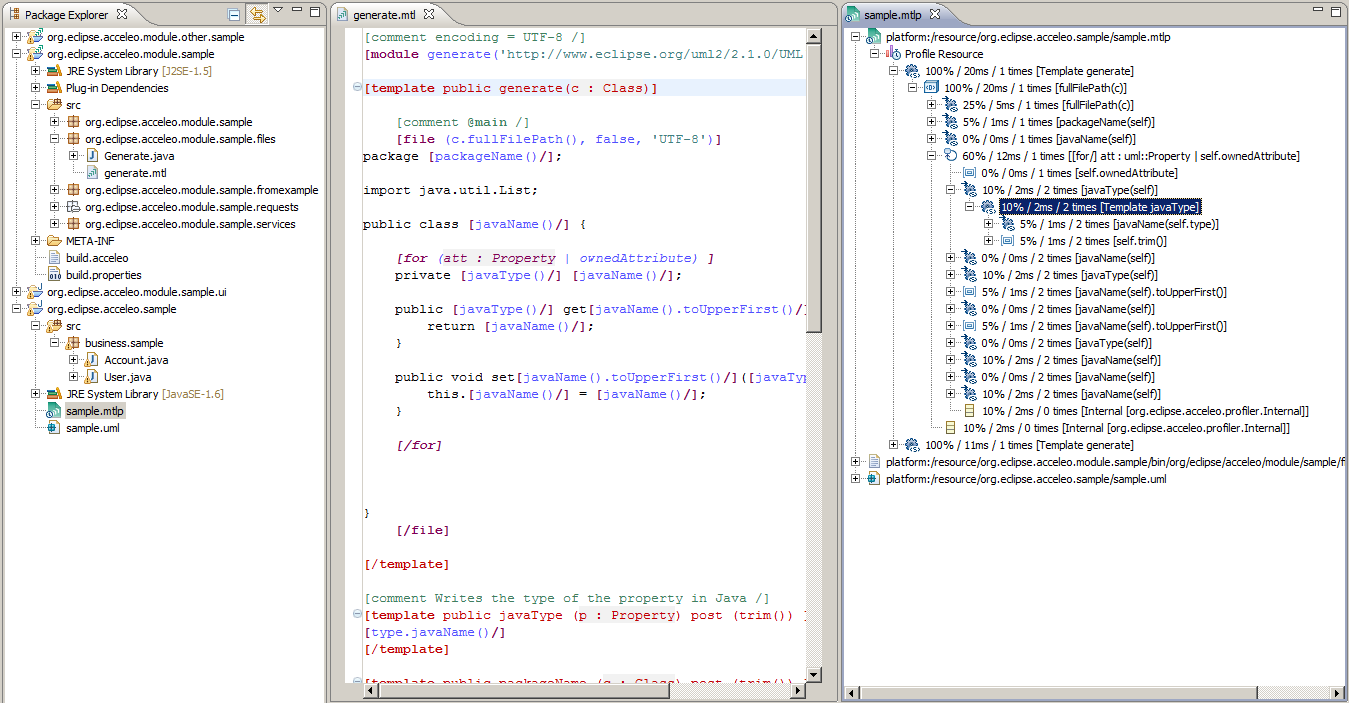 Package Explorer
org.eclipse.acceleo.module.other.sample
org.eclipse.acceleo.module.sample
JRE System Library [J2SE-1.5]
Plug-in Dependencies
src
org.eclipse.acceleo.module.sample
org.eclipse.acceleo.module.sample.files
Generate.java
generate.mtl
org.eclipse.acceleo.module.sample.fromexample
org.eclipse.acceleo.module.sample.requests
org.eclipse.acceleo.module.sample.services
META-INF
build.acceleo
build.properties
org.eclipse.acceleo.module.sample.ui
org.eclipse.acceleo.sample
src
business.sample
Account.java
User.java
JRE System Library [JavaSE-1.6]
sample.mtlp
sample.uml
generate.mtl
[comment encoding = UTF-8 /]
[module generate('http://www.eclipse.org/uml2/2.1.0/UML
[template public generate(c : Class)]
[comment @main /]
[file (c.fullFilePath(), false, 'UTF-8')]
package [packageName()/];
import java.util.List;
public class [javaName()/] {
[for (att : Property | ownedAttribute) ]
private [javaType()/] [javaName()/];
public [javaType()/] get[javaName().toUpperFirst()/]
return [javaName()/];
}
public void set[javaName().toUpperFirst()/]([javaTyp
this.[javaName()/] = [javaName()/];
}
[/for]
}
[/file]
[/template]
[comment Writes the type of the property in Java /]
[template public javaType (p : Property) post (trim()) ]
[type.javaName()/]
[/template]
[template public packageName (c : Class) post (trim())
sample.mtlp
platform:/resource/org.eclipse.acceleo.sample/sample.mtlp
Profile Resource
100% / 20ms / 1 times [Template generate]
100% / 20ms / 1 times [fullFilePath(c)]
25% / 5ms / 1 times [fullFilePath(c)]
5% / 1ms / 1 times [packageName(self)]
0% / 0ms / 1 times [javaName(self)]
60% / 12ms / 1 times [[for/] att : uml::Property | self.ownedAttribute]
0% / 0ms / 1 times [self.ownedAttribute]
10% / 2ms / 2 times [javaType(self)]
10% / 2ms / 2 times [Template javaType]
5% / 1ms / 2 times [javaName(self.type)]
5% / 1ms / 2 times [self.trim()]
0% / 0ms / 2 times [javaName(self)]
10% / 2ms / 2 times [javaType(self)]
5% / 1ms / 2 times [javaName(self).toUpperFirst()]
0% / 0ms / 2 times [javaName(self)]
5% / 1ms / 2 times [javaName(self).toUpperFirst()]
0% / 0ms / 2 times [javaType(self)]
10% / 2ms / 2 times [javaName(self)]
0% / 0ms / 2 times [javaName(self)]
10% / 2ms / 2 times [javaName(self)]
10% / 2ms / 0 times [Internal [org.eclipse.acceleo.profiler.Internal]]
10% / 2ms / 0 times [Internal [org.eclipse.acceleo.profiler.Internal]]
100% / 11ms / 1 times [Template generate]
platform:/resource/org.eclipse.acceleo.module.sample/bin/org/eclipse/acceleo/module/sample/f
platform:/resource/org.eclipse.acceleo.sample/sample.uml